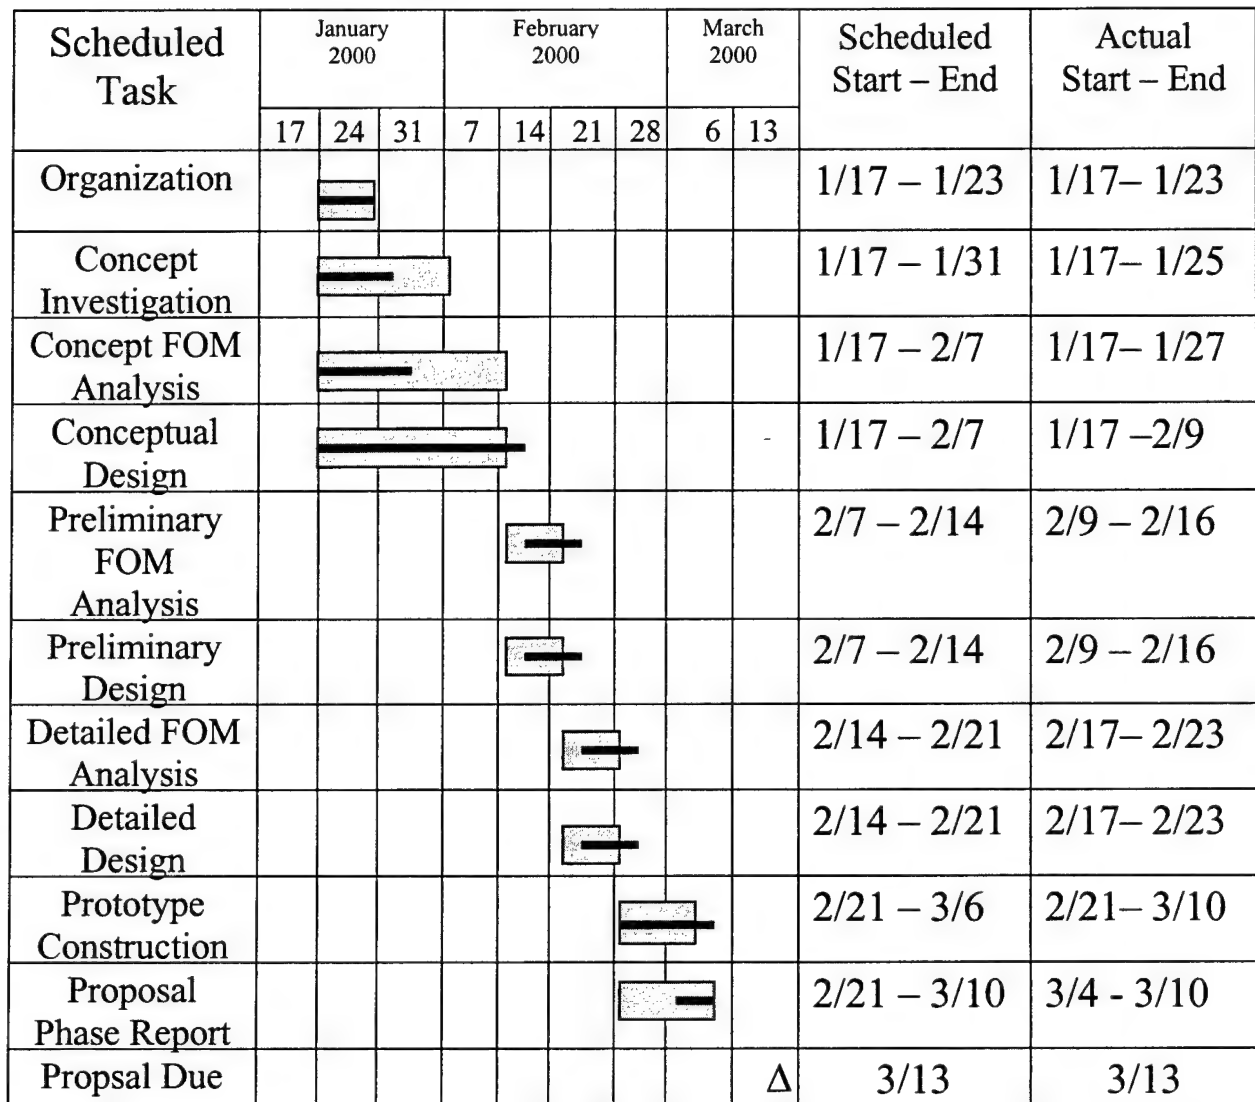 Scheduled Task
January 2000
February 2000
March 2000
Scheduled Start – End
Actual Start – End
17 24 31 7 14 21 28 6 13
Organization 1/17 – 1/23 1/17– 1/23
Concept Investigation 1/17 – 1/31 1/17– 1/25
Concept FOM Analysis 1/17 – 2/7 1/17– 1/27
Conceptual Design 1/17 – 2/7 1/17 –2/9
Preliminary FOM Analysis 2/7 – 2/14 2/9 – 2/16
Preliminary Design 2/7 – 2/14 2/9 – 2/16
Detailed FOM Analysis 2/14 – 2/21 2/17– 2/23
Detailed Design 2/14 – 2/21 2/17– 2/23
Prototype Construction 2/21 – 3/6 2/21– 3/10
Proposal Phase Report 2/21 – 3/10 3/4 - 3/10
Propsal Due Δ 3/13 3/13